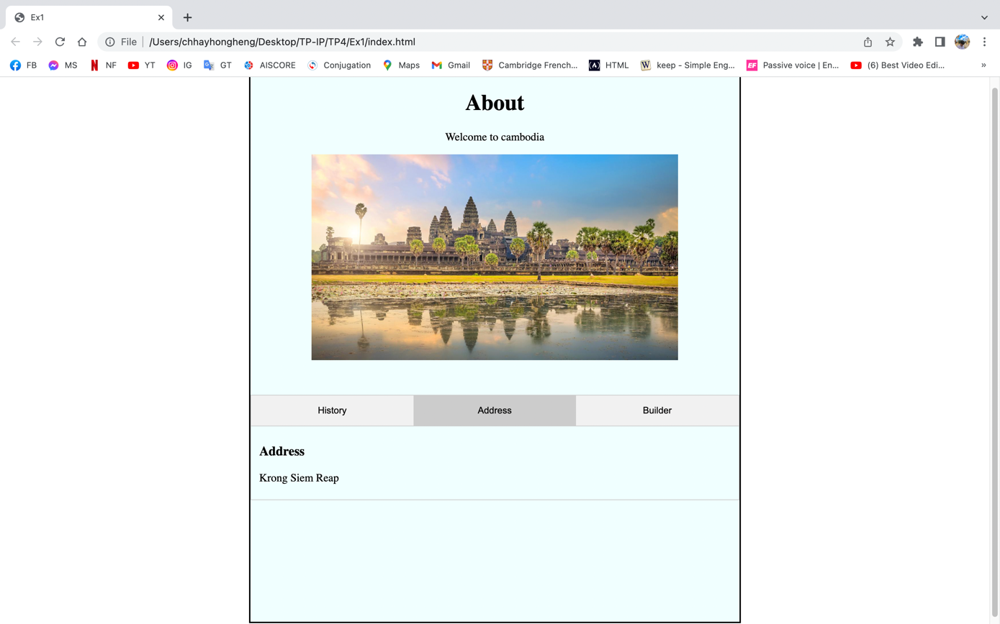 Ex1
File /Users/chhayhongheng/Desktop/TP-IP/TP4/Ex1/index.html
FB MS NF YT IG GT AISCORE Conjugation Maps Gmail Cambridge French... HTML keep - Simple Eng... Passive voice | En... (6) Best Video Edi... »
About
Welcome to cambodia
History Address Builder
Address
Krong Siem Reap